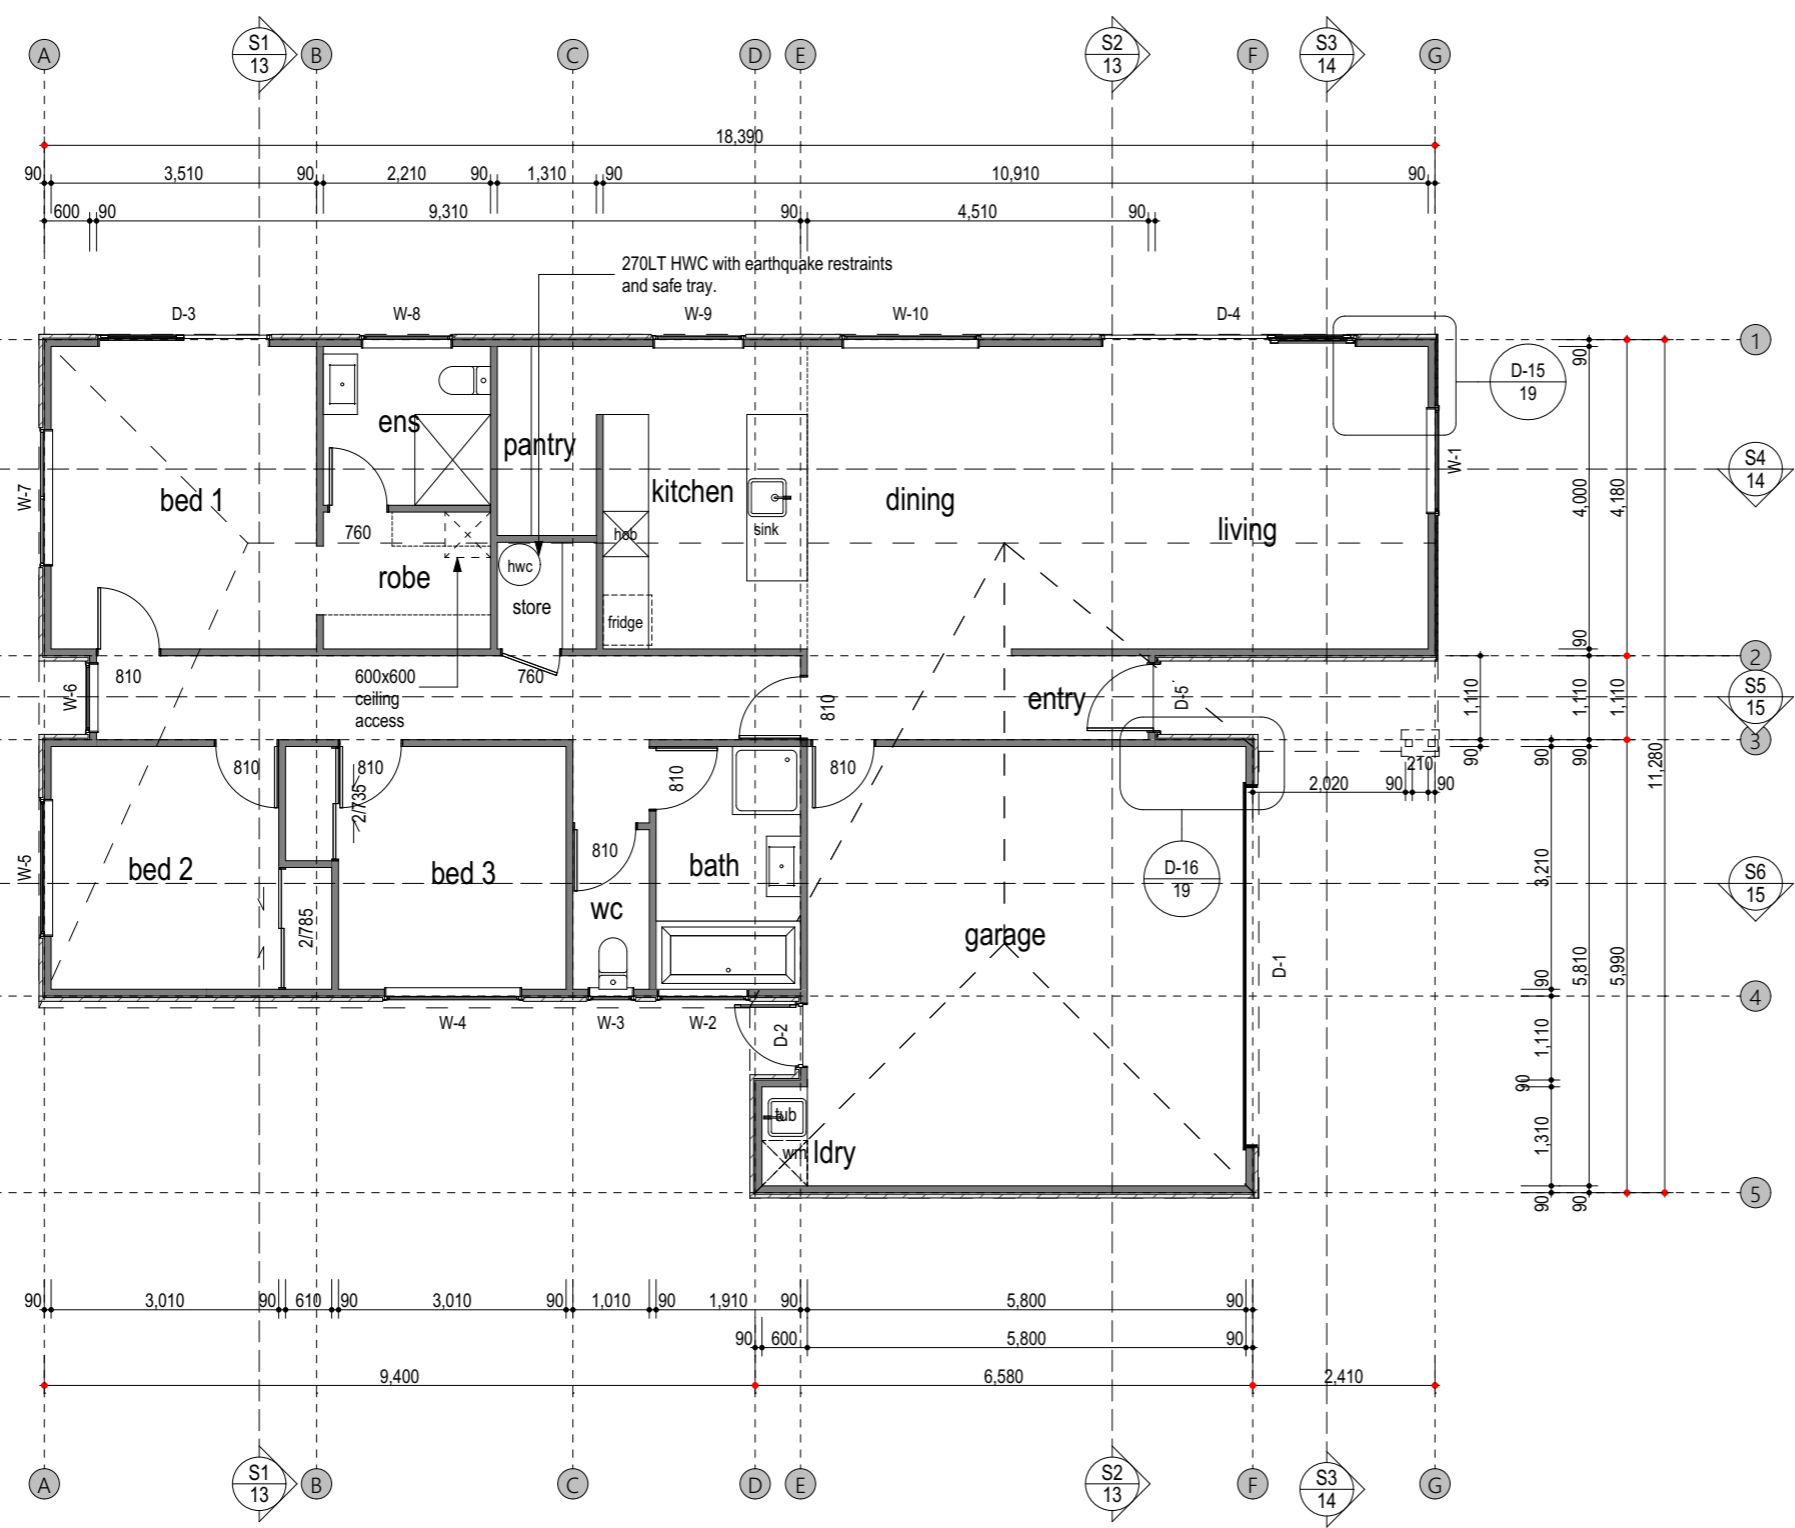 A S1 B C D E S2 F S3 G
13 13 14
18,390
90 3,510 90 2,210 90 1,310 90 10,910 90
600 90 9,310 90 4,510 90
270LT HWC with earthquake restraints
and safe tray.
D-3 W-8 W-9 W-10 D-4
1
90
D-15
19
ens
pantry
W-1
S4
14
W-7
bed 1
kitchen
dining
4,000
4,180
sink
living
hob
760
robe
hwc
store
fridge
90
2
810
600x600
ceiling
access
760
W-6
810
entry
D-5
1,110
1,110
1,110
S5
15
3
90
90
90
810
810
2/735
810
810
210
2,020 90 90
11,280
W-5
bed 2
bed 3
810
bath
D-16
19
3,210
S6
15
wc
2/785
garage
D-1
5,810
5,990
90
4
W-4 W-3 W-2
D-2
1,110
90
tub
wm
ldry
1,310
90
90
5
90 3,010 90 610 90 3,010 90 1,010 90 1,910 90 5,800 90
90 600 5,800 90
9,400 6,580 2,410
A S1 B C D E S2 F S3 G
13 13 14